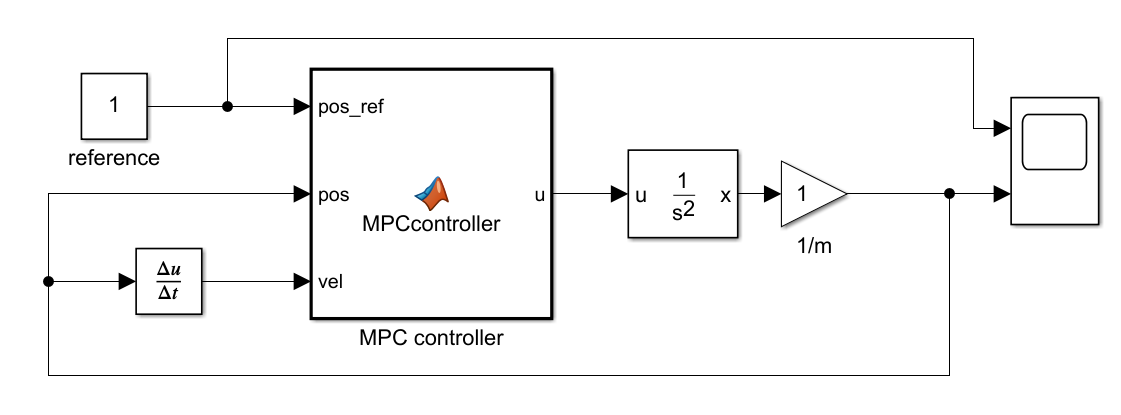 1
reference
pos_ref
pos
vel
MPCcontroller
u
MPC controller
Δu
Δt
u
1
s2
x
1
1/m